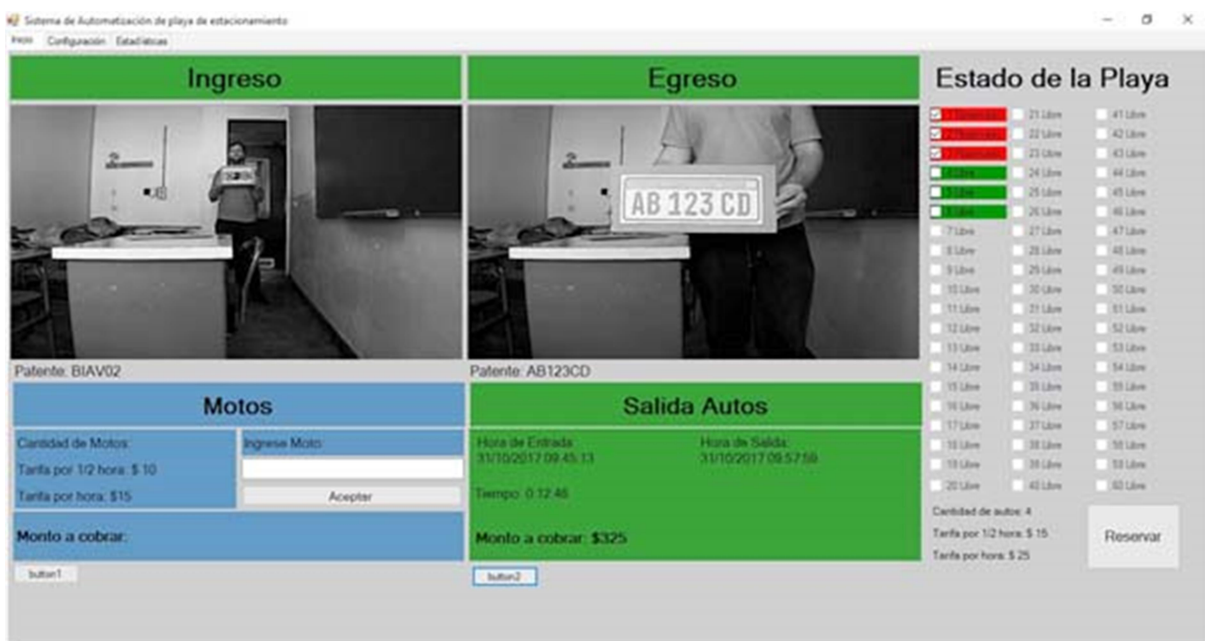 Sistema de Automatización de playa de estacionamiento
Inicio Configuración Estadísticas
Ingreso
Egreso
Estado de la Playa
AB 123 CD
Patente: BIAV02
Patente: AB123CD
Motos
Cantidad de Motos:
Tarifa por 1/2 hora: $ 10
Tarifa por hora: $15
Ingrese Moto:
Aceptar
Monto a cobrar:
button1
Salida Autos
Hora de Entrada:
31/10/2017 09:45:13
Hora de Salida:
31/10/2017 09:57:59
Tiempo: 0:12:46
Monto a cobrar: $325
button2
4 Libre
5 Libre
6 Libre
7 Libre
8 Libre
9 Libre
10 Libre
11 Libre
12 Libre
13 Libre
14 Libre
15 Libre
16 Libre
17 Libre
18 Libre
19 Libre
20 Libre
21 Libre
22 Libre
23 Libre
24 Libre
25 Libre
26 Libre
27 Libre
28 Libre
29 Libre
30 Libre
31 Libre
32 Libre
33 Libre
34 Libre
35 Libre
36 Libre
37 Libre
38 Libre
39 Libre
40 Libre
41 Libre
42 Libre
43 Libre
44 Libre
45 Libre
46 Libre
47 Libre
48 Libre
49 Libre
50 Libre
51 Libre
52 Libre
53 Libre
54 Libre
55 Libre
56 Libre
57 Libre
58 Libre
59 Libre
60 Libre
Cantidad de autos: 4
Tarifa por 1/2 hora: $ 15
Tarifa por hora: $ 25
Reservar